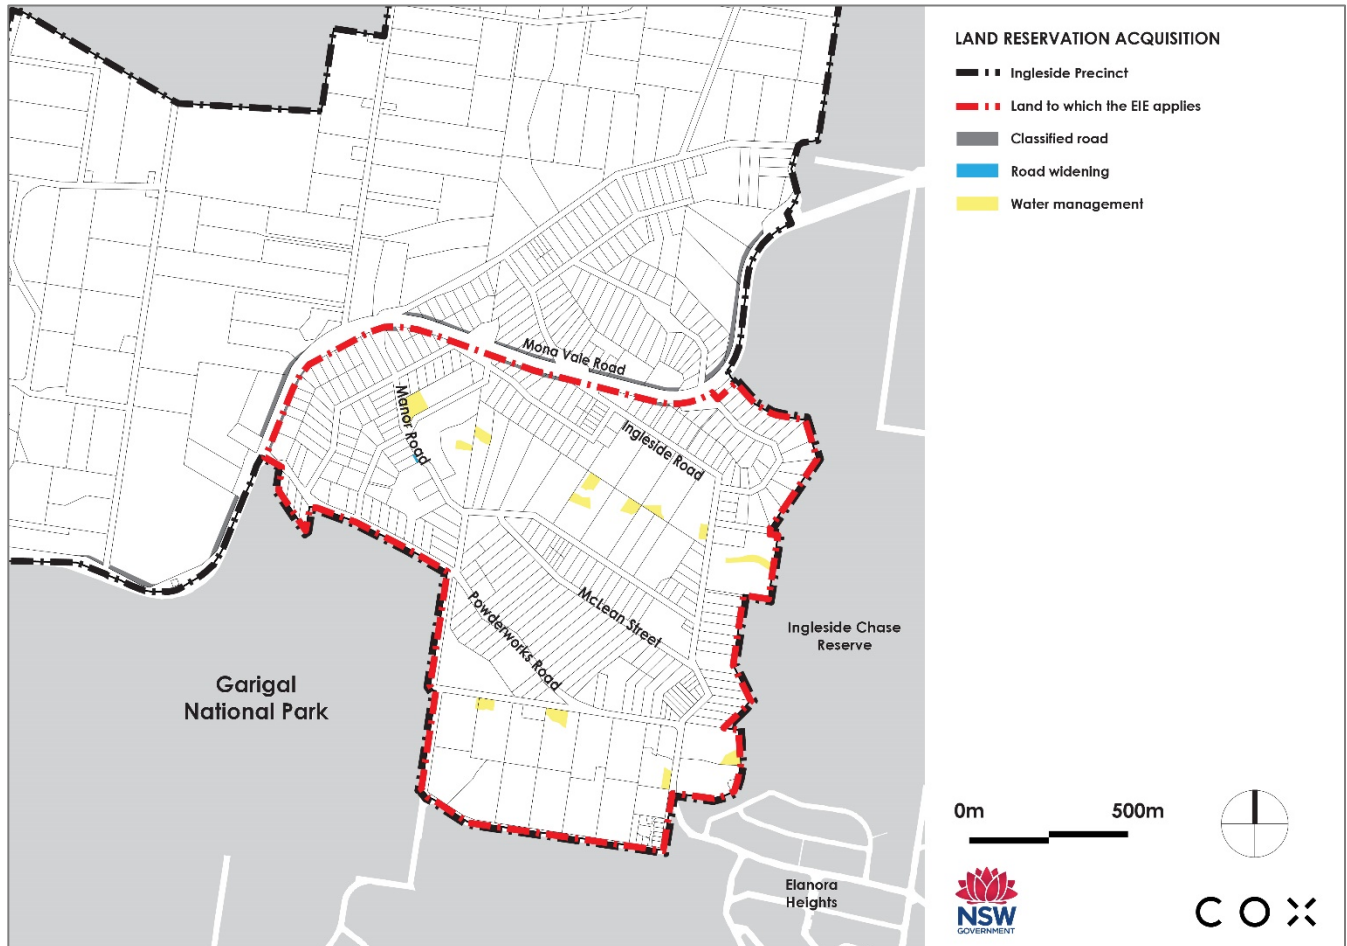 LAND RESERVATION ACQUISITION
Ingleside Precinct
Land to which the EIE applies
Classified road
Road widening
Water management
Mona Vale Road
Manor Road
Ingleside Road
McLean Street
Powderworks Road
Ingleside Chase
Reserve
Garigal
National Park
Elanora
Heights
0m 500m
NSW
GOVERNMENT
COX